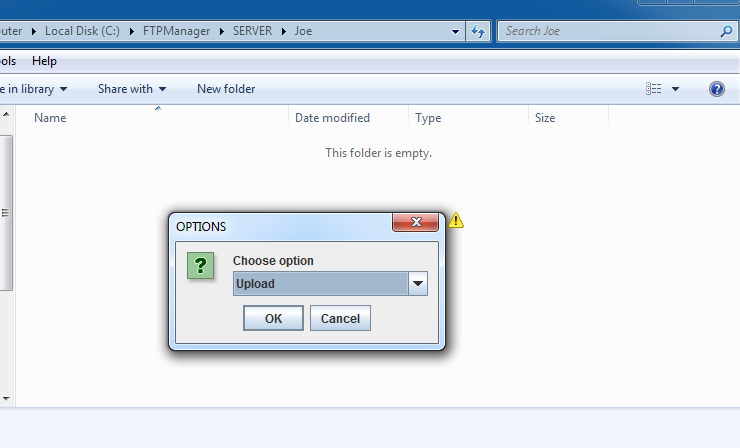 uter Local Disk (C:) FTPManager SERVER Joe Search Joe
ols Help
e in library Share with New folder
Name Date modified Type Size
This folder is empty.
OPTIONS
Choose option
Upload
OK Cancel